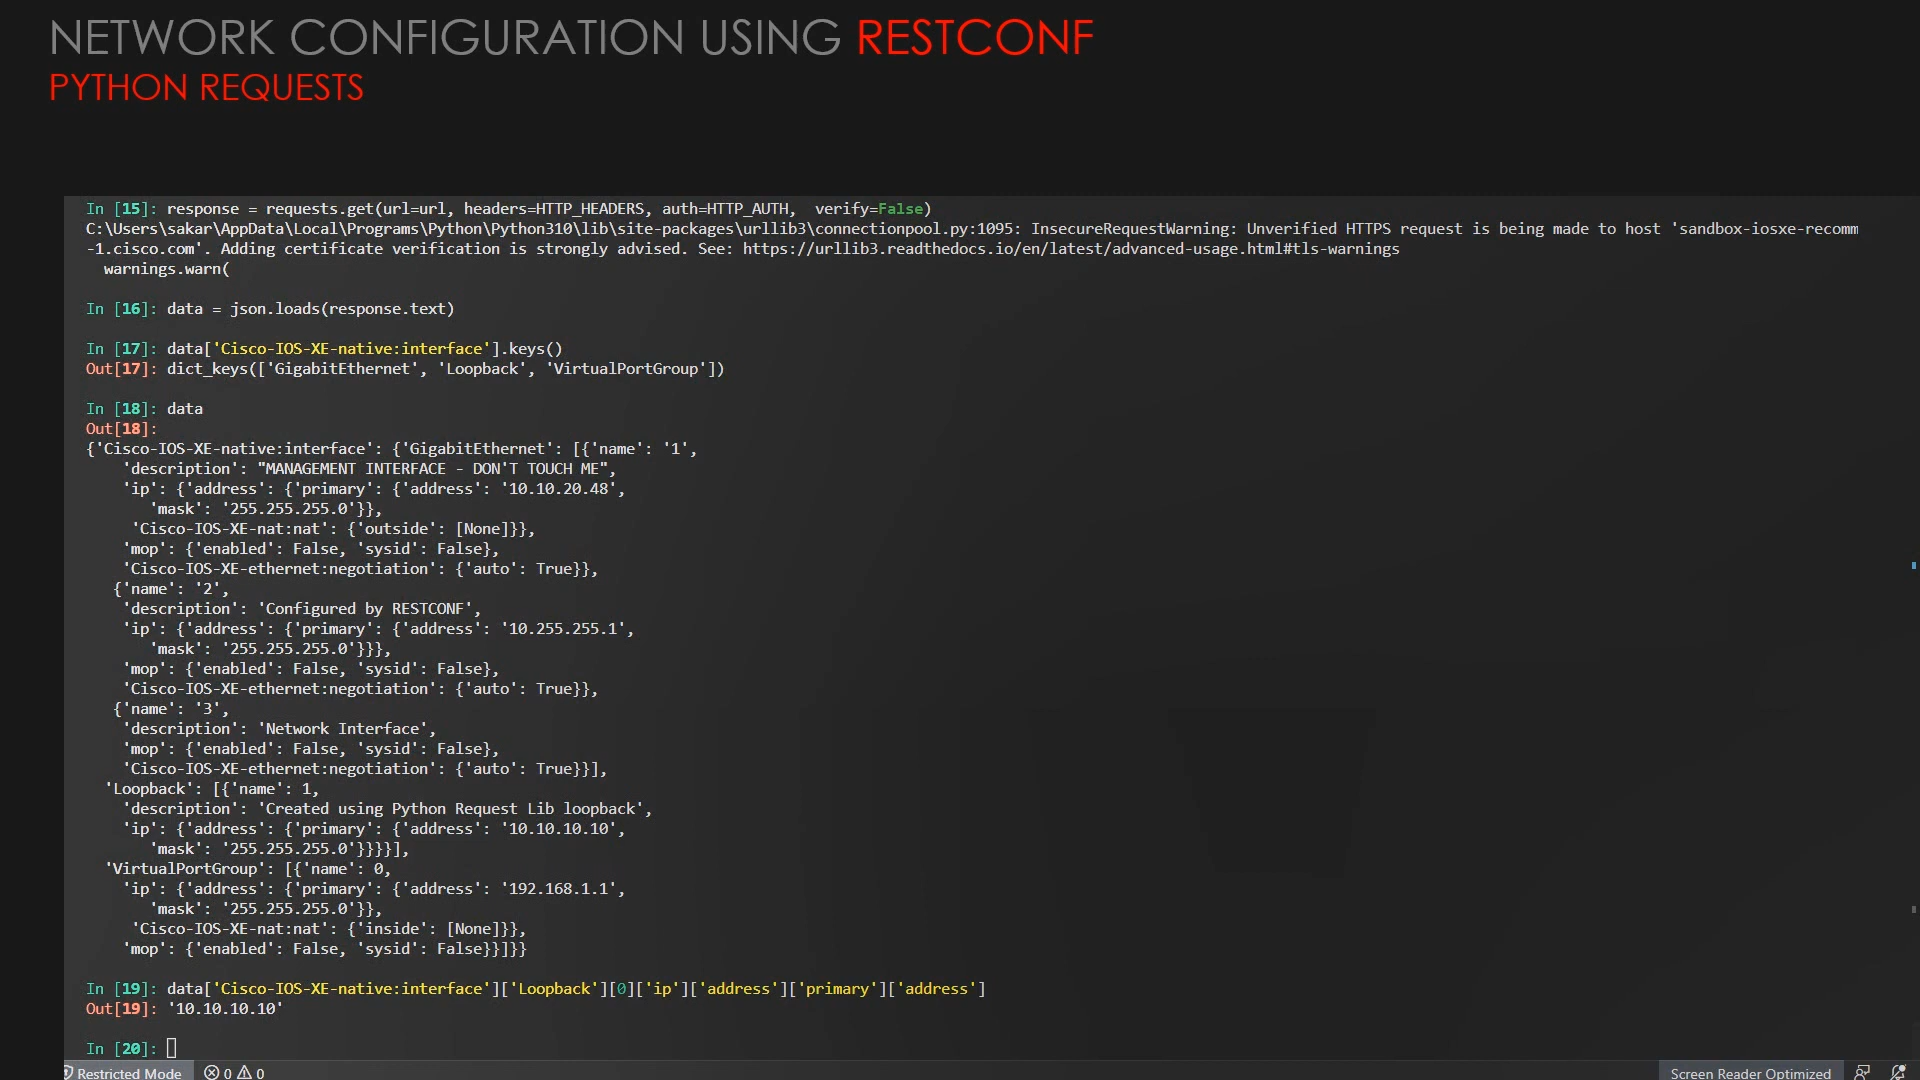 NETWORK CONFIGURATION USING RESTCONF
PYTHON REQUESTS
In [15]: response = requests.get(url=url, headers=HTTP_HEADERS, auth=HTTP_AUTH,  verify=False)
C:\Users\sakar\AppData\Local\Programs\Python\Python310\lib\site-packages\urllib3\connectionpool.py:1095: InsecureRequestWarning: Unverified HTTPS request is being made to host 'sandbox-iosxe-recomm
-1.cisco.com'. Adding certificate verification is strongly advised. See: https://urllib3.readthedocs.io/en/latest/advanced-usage.html#tls-warnings
  warnings.warn(
In [16]: data = json.loads(response.text)
In [17]: data['Cisco-IOS-XE-native:interface'].keys()
Out[17]: dict_keys(['GigabitEthernet', 'Loopback', 'VirtualPortGroup'])
In [18]: data
Out[18]:
{'Cisco-IOS-XE-native:interface': {'GigabitEthernet': [{'name': '1',
    'description': "MANAGEMENT INTERFACE - DON'T TOUCH ME",
    'ip': {'address': {'primary': {'address': '10.10.20.48',
       'mask': '255.255.255.0'}},
     'Cisco-IOS-XE-nat:nat': {'outside': [None]}},
    'mop': {'enabled': False, 'sysid': False},
    'Cisco-IOS-XE-ethernet:negotiation': {'auto': True}},
   {'name': '2',
    'description': 'Configured by RESTCONF',
    'ip': {'address': {'primary': {'address': '10.255.255.1',
       'mask': '255.255.255.0'}}},
    'mop': {'enabled': False, 'sysid': False},
    'Cisco-IOS-XE-ethernet:negotiation': {'auto': True}},
   {'name': '3',
    'description': 'Network Interface',
    'mop': {'enabled': False, 'sysid': False},
    'Cisco-IOS-XE-ethernet:negotiation': {'auto': True}}],
  'Loopback': [{'name': 1,
    'description': 'Created using Python Request Lib loopback',
    'ip': {'address': {'primary': {'address': '10.10.10.10',
       'mask': '255.255.255.0'}}}}],
  'VirtualPortGroup': [{'name': 0,
    'ip': {'address': {'primary': {'address': '192.168.1.1',
       'mask': '255.255.255.0'}},
     'Cisco-IOS-XE-nat:nat': {'inside': [None]}},
    'mop': {'enabled': False, 'sysid': False}}]}}
In [19]: data['Cisco-IOS-XE-native:interface']['Loopback'][0]['ip']['address']['primary']['address']
Out[19]: '10.10.10.10'
In [20]:
Restricted Mode 0 0 Screen Reader Optimized